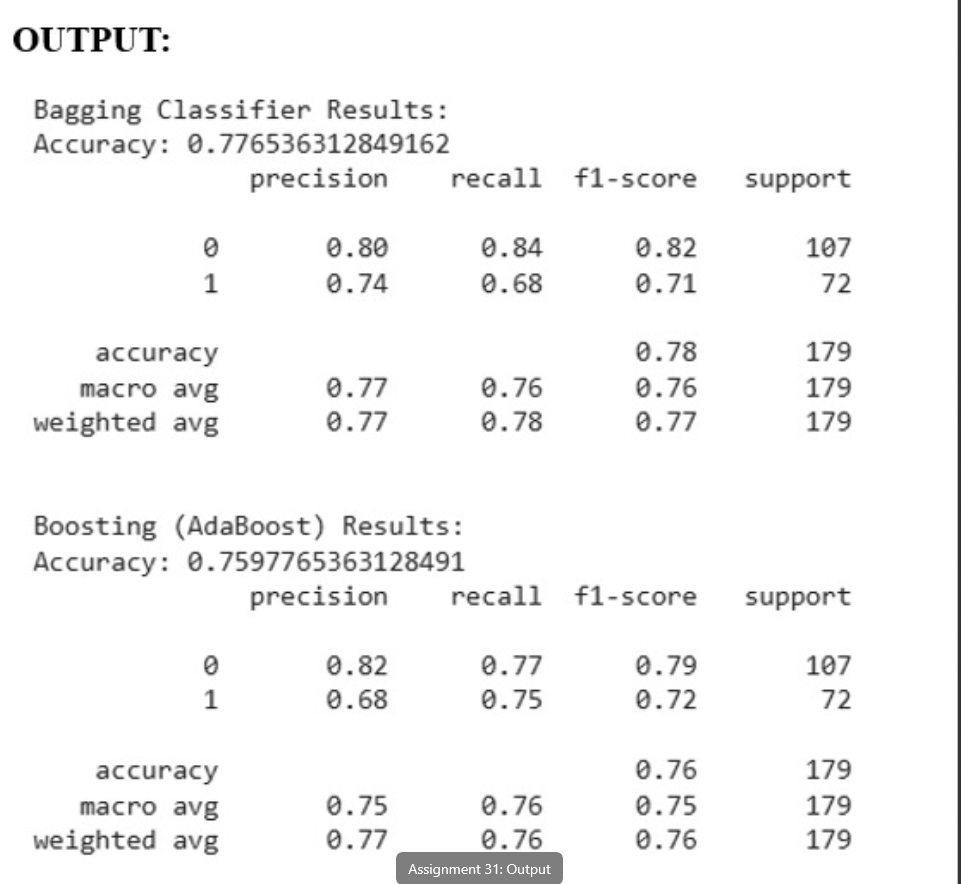 OUTPUT:
Bagging Classifier Results:
Accuracy: 0.776536312849162
precision recall f1-score support
0 0.80 0.84 0.82 107
1 0.74 0.68 0.71 72
accuracy 0.78 179
macro avg 0.77 0.76 0.76 179
weighted avg 0.77 0.78 0.77 179
Boosting (AdaBoost) Results:
Accuracy: 0.7597765363128491
precision recall f1-score support
0 0.82 0.77 0.79 107
1 0.68 0.75 0.72 72
accuracy 0.76 179
macro avg 0.75 0.76 0.75 179
weighted avg 0.77 0.76 0.76 179
Assignment 31: Output